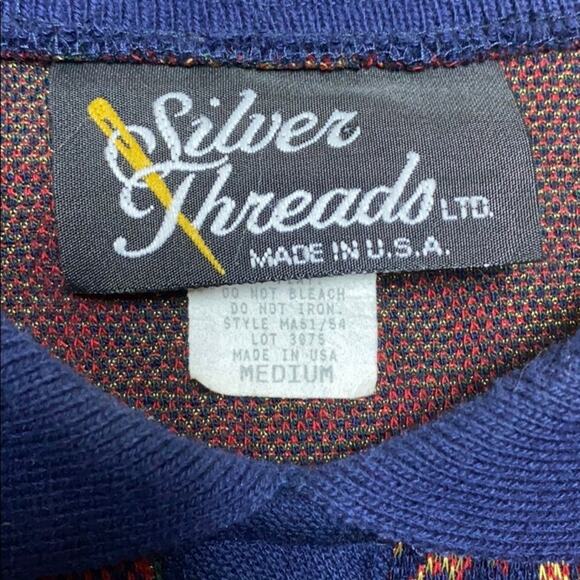 Silver
Threads LTD.
MADE IN U.S.A.
DO NOT BLEACH
DO NOT IRON.
STYLE MA51/54
LOT 3075
MADE IN USA
MEDIUM